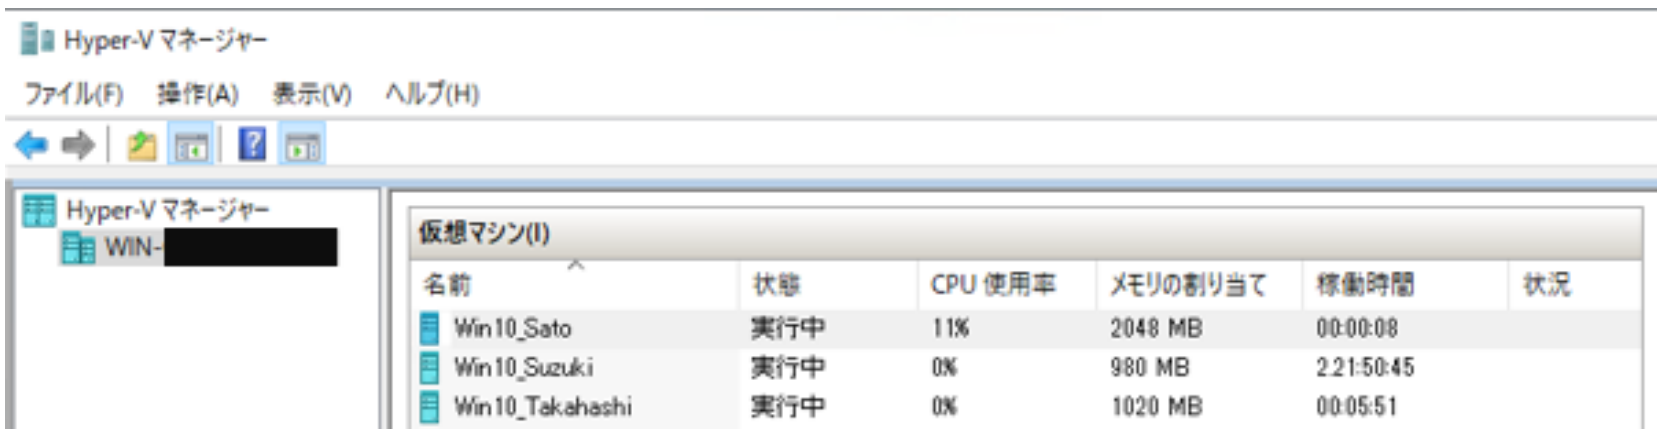 Hyper-V マネージャー
ファイル(F) 操作(A) 表示(V) ヘルプ(H)
Hyper-V マネージャー
WIN-
仮想マシン(I)
名前 状態 CPU 使用率 メモリの割り当て 稼働時間 状況
Win10_Sato 実行中 11% 2048 MB 00:00:08
Win10_Suzuki 実行中 0% 980 MB 2.21:50:45
Win10_Takahashi 実行中 0% 1020 MB 00:05:51